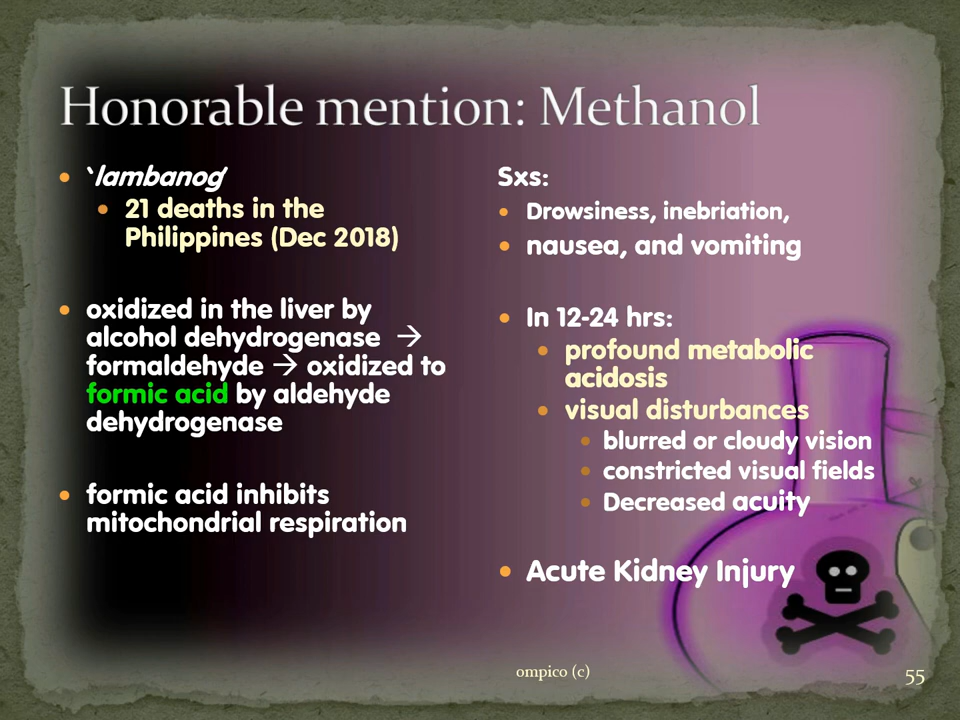 Honorable mention: Methanol
• ‘lambanog’
• 21 deaths in the
Philippines (Dec 2018)
• oxidized in the liver by
alcohol dehydrogenase →
formaldehyde → oxidized to
formic acid by aldehyde
dehydrogenase
• formic acid inhibits
mitochondrial respiration
Sxs:
• Drowsiness, inebriation,
• nausea, and vomiting
• In 12-24 hrs:
• profound metabolic
acidosis
• visual disturbances
• blurred or cloudy vision
• constricted visual fields
• Decreased acuity
• Acute Kidney Injury
ompico (c)
55